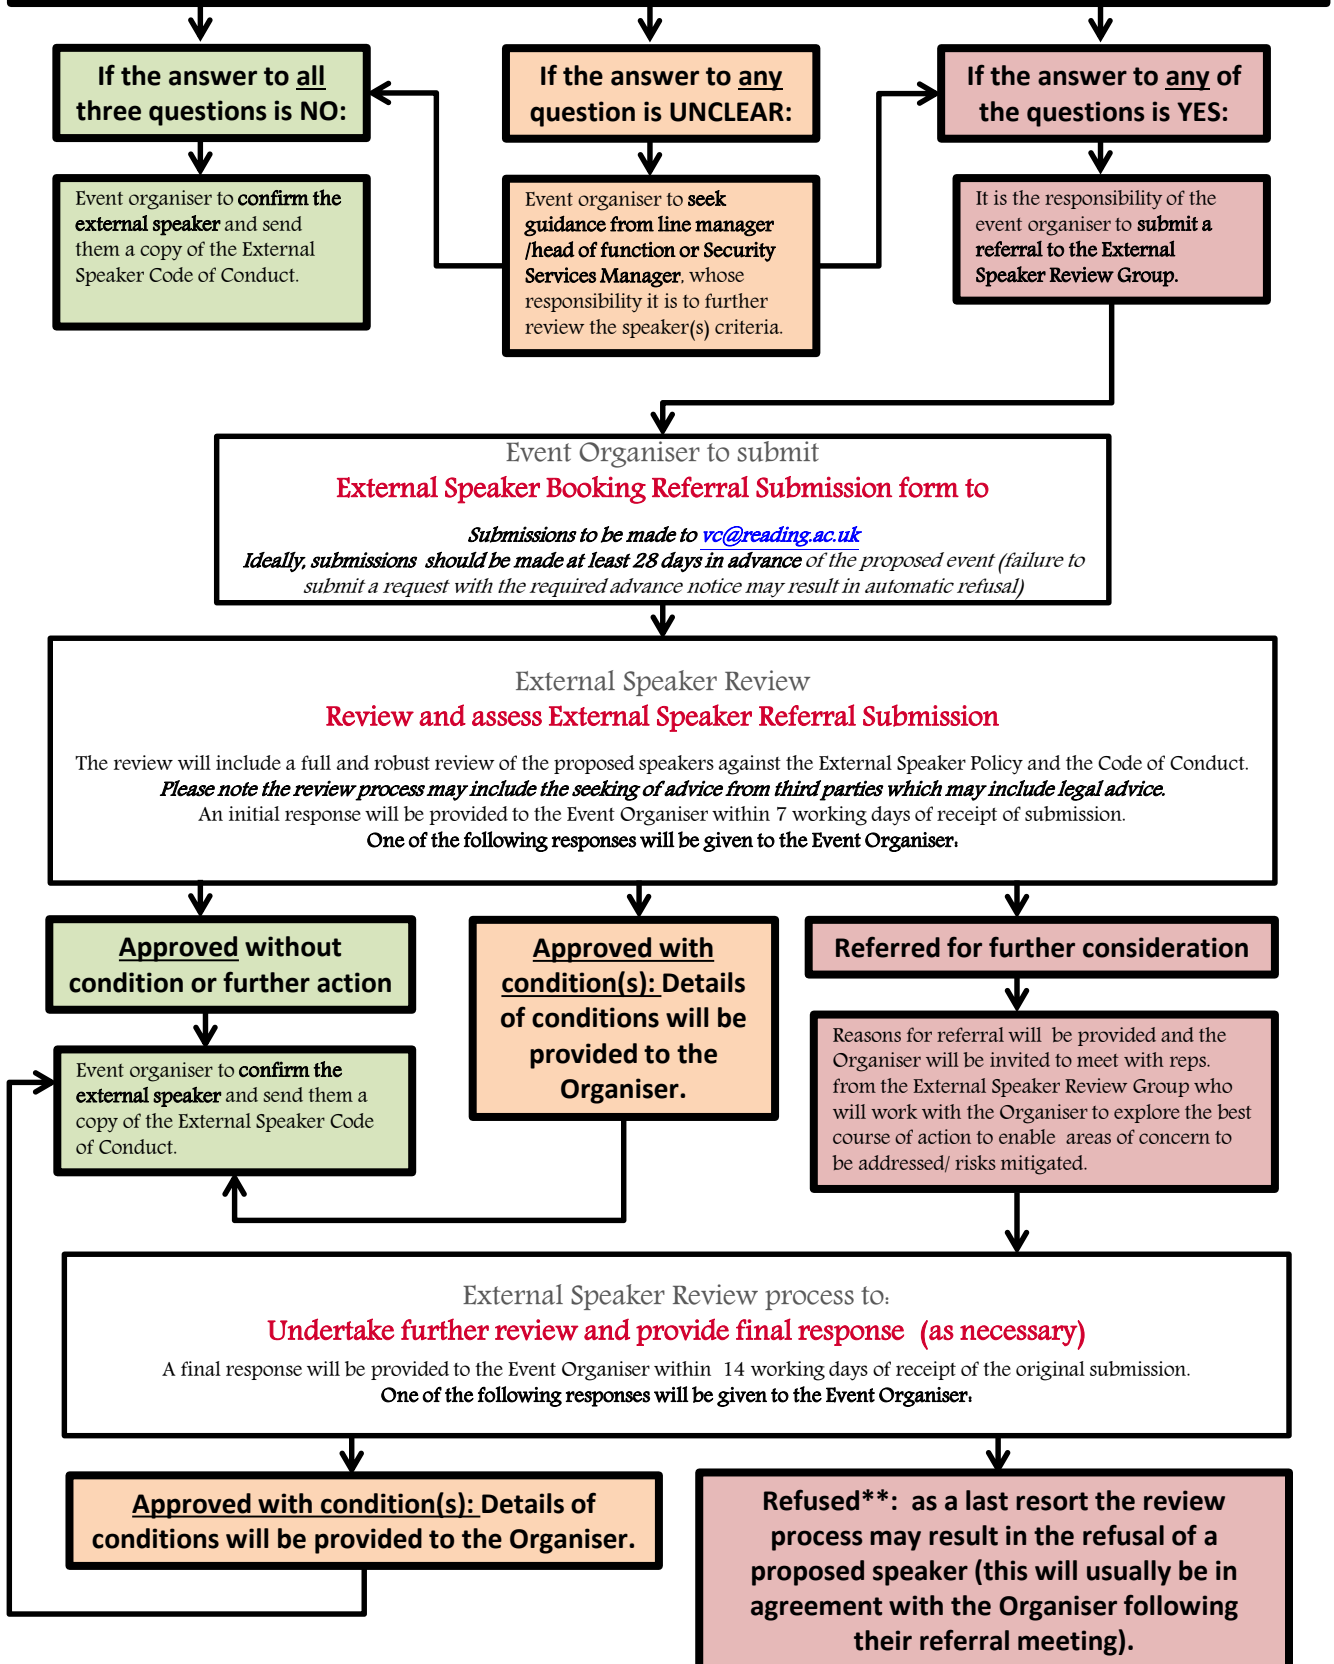 If the answer to all
three questions is NO:
If the answer to any
question is UNCLEAR:
If the answer to any of
the questions is YES:
Event organiser to confirm the
external speaker and send
them a copy of the External
Speaker Code of Conduct.
Event organiser to seek
guidance from line manager
/head of function or Security
Services Manager, whose
responsibility it is to further
review the speaker(s) criteria.
It is the responsibility of the
event organiser to submit a
referral to the External
Speaker Review Group.
Event Organiser to submit
External Speaker Booking Referral Submission form to
Submissions to be made to vc@reading.ac.uk
Ideally, submissions should be made at least 28 days in advance of the proposed event (failure to
submit a request with the required advance notice may result in automatic refusal)
External Speaker Review
Review and assess External Speaker Referral Submission
The review will include a full and robust review of the proposed speakers against the External Speaker Policy and the Code of Conduct.
Please note the review process may include the seeking of advice from third parties which may include legal advice.
An initial response will be provided to the Event Organiser within 7 working days of receipt of submission.
One of the following responses will be given to the Event Organiser:
Approved without
condition or further action
Approved with
condition(s): Details
of conditions will be
provided to the
Organiser.
Referred for further consideration
Event organiser to confirm the
external speaker and send them a
copy of the External Speaker Code
of Conduct.
Reasons for referral will be provided and the
Organiser will be invited to meet with reps.
from the External Speaker Review Group who
will work with the Organiser to explore the best
course of action to enable areas of concern to
be addressed/ risks mitigated.
External Speaker Review process to:
Undertake further review and provide final response (as necessary)
A final response will be provided to the Event Organiser within 14 working days of receipt of the original submission.
One of the following responses will be given to the Event Organiser:
Approved with condition(s): Details of
conditions will be provided to the Organiser.
Refused**: as a last resort the review
process may result in the refusal of a
proposed speaker (this will usually be in
agreement with the Organiser following
their referral meeting).